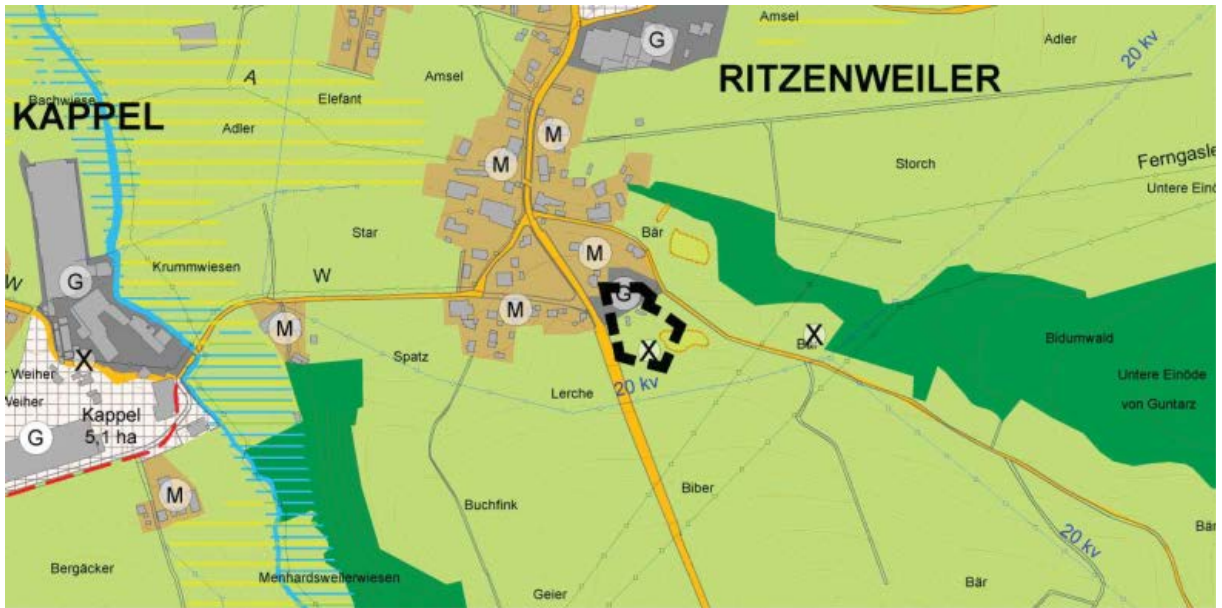 Amsel
G
Adler
20 kv
RITZENWEILER
A
Amsel
Elefant
Bachwiese
KAPPEL
Adler
M
M
Storch
Ferngasle
Untere Einö
Star
Bär
M
Krummwiesen
W
W
G
G
M
M
X
X
Bär
Bidumwald
X
Spatz
20 kv
Lerche
Weiher
Weiher
Untere Einöde
von Guntarz
Kappel
5,1 ha
G
M
Buchfink
Biber
Bär
20 kv
Bergäcker
Menhardsweilerwiesen
Geier
Bär